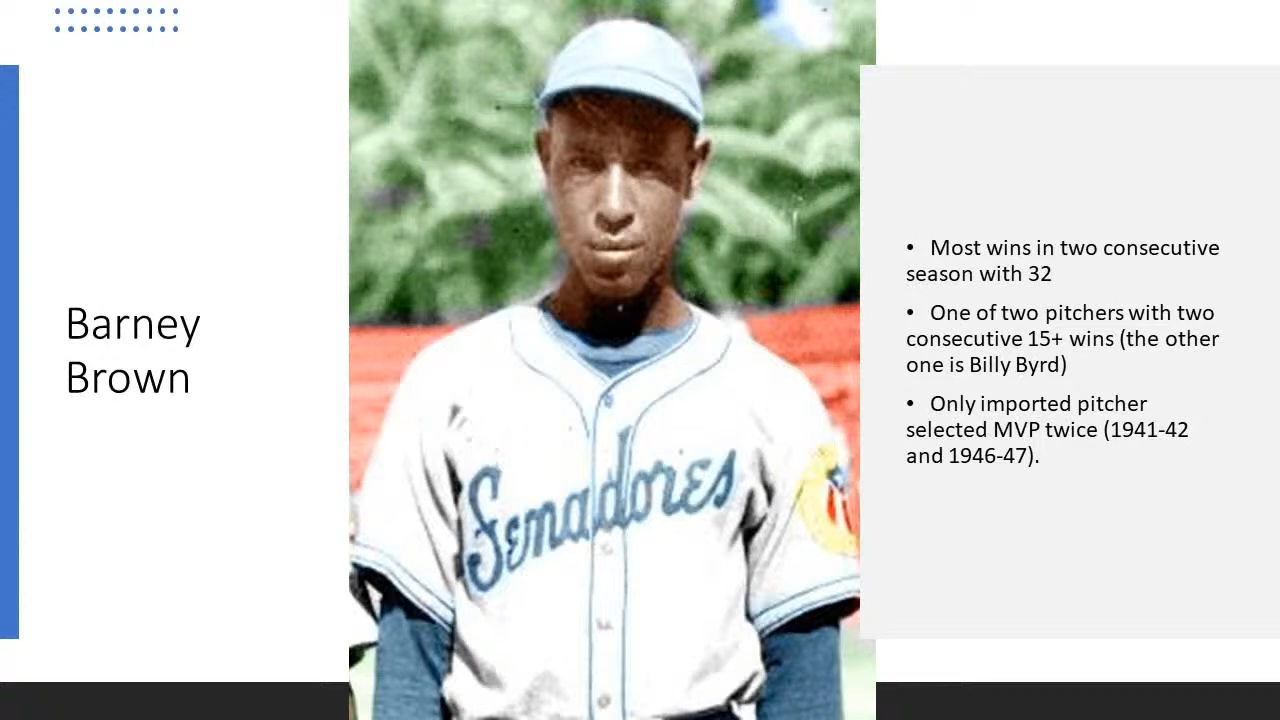 Barney
Brown
Senadores
• Most wins in two consecutive
season with 32
• One of two pitchers with two
consecutive 15+ wins (the other
one is Billy Byrd)
• Only imported pitcher
selected MVP twice (1941-42
and 1946-47).